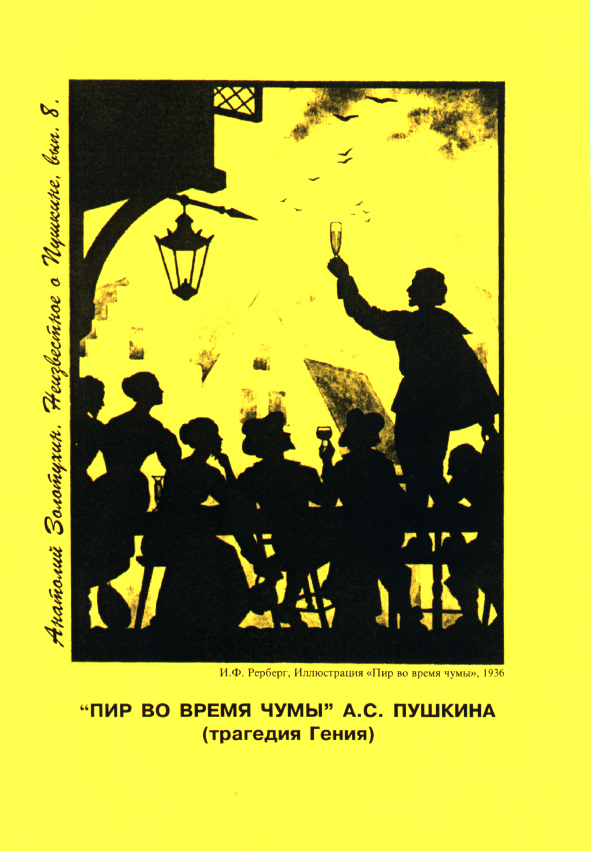 Анатолий Золотухин. Неизвестное о Пушкине, вып. 8.
И.Ф. Рерберг, Иллюстрация «Пир во время чумы», 1936
“ПИР ВО ВРЕМЯ ЧУМЫ” А.С. ПУШКИНА
(трагедия Гения)